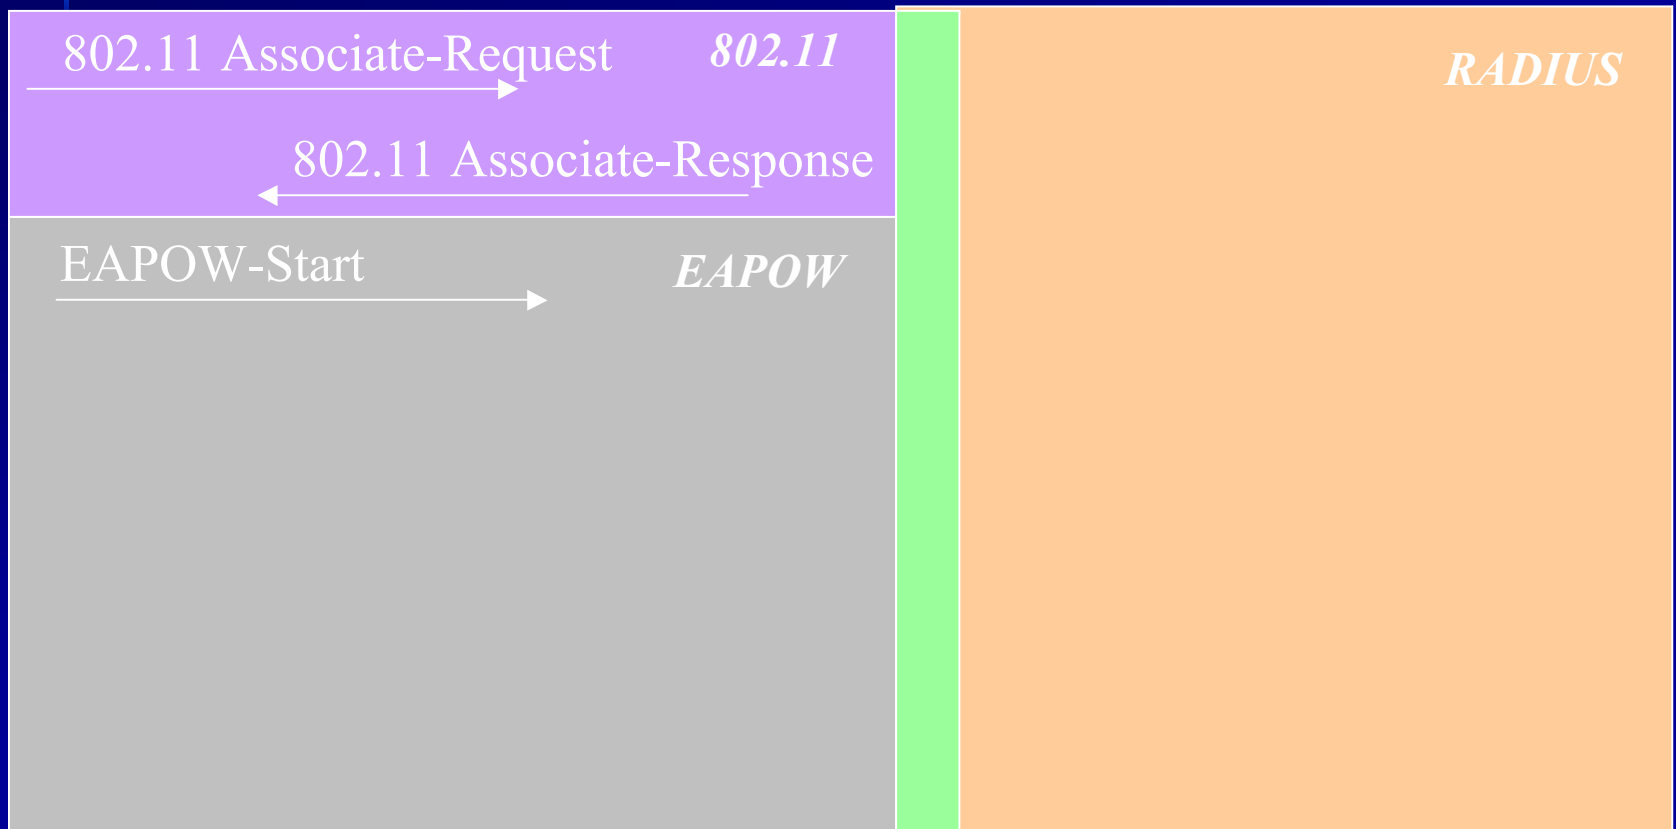 802.11 Associate-Request
802.11
RADIUS
802.11 Associate-Response
EAPOW-Start
EAPOW